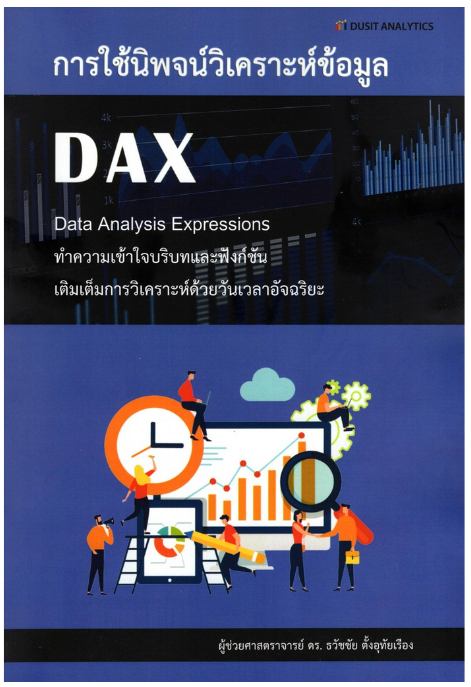 DUSIT ANALYTICS
การใช้นิพจน์วิเคราะห์ข้อมูล
DAX
Data Analysis Expressions
ทำความเข้าใจบริบทและฟังก์ชัน
เติมเต็มการวิเคราะห์ด้วยวันเวลาอัจฉริยะ
ผู้ช่วยศาสตราจารย์ ดร. ธวัชชัย ตั้งอุทัยเรือง